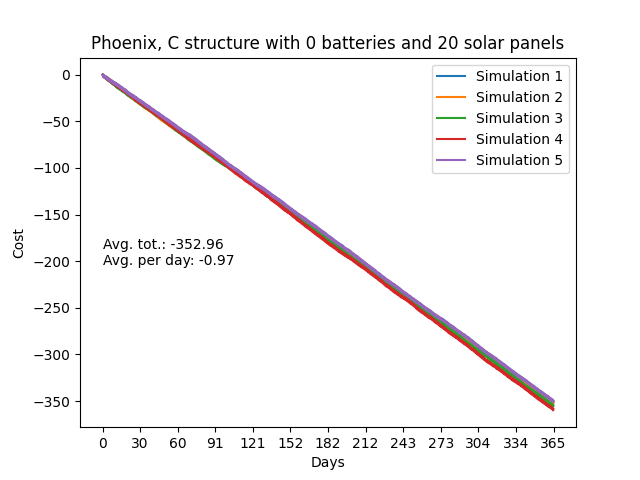 Phoenix, C structure with 0 batteries and 20 solar panels
Simulation 1
Simulation 2
Simulation 3
Simulation 4
Simulation 5
0
−50
−100
−150
−200
−250
−300
−350
Cost
Avg. tot.: -352.96
Avg. per day: -0.97
0 30 60 91 121 152 182 212 243 273 304 334 365
Days